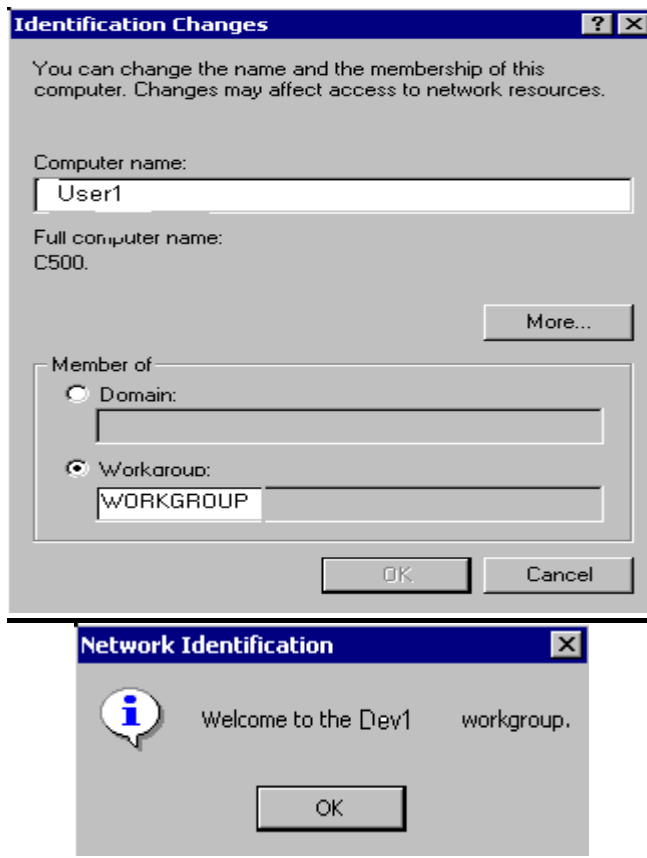 Identification Changes
You can change the name and the membership of this
computer. Changes may affect access to network resources.
Computer name:
User1
Full computer name:
C500.
More...
Member of
Domain:
Workgroup:
WORKGROUP
OK
Cancel
Network Identification
Welcome to the Dev1 workgroup.
OK